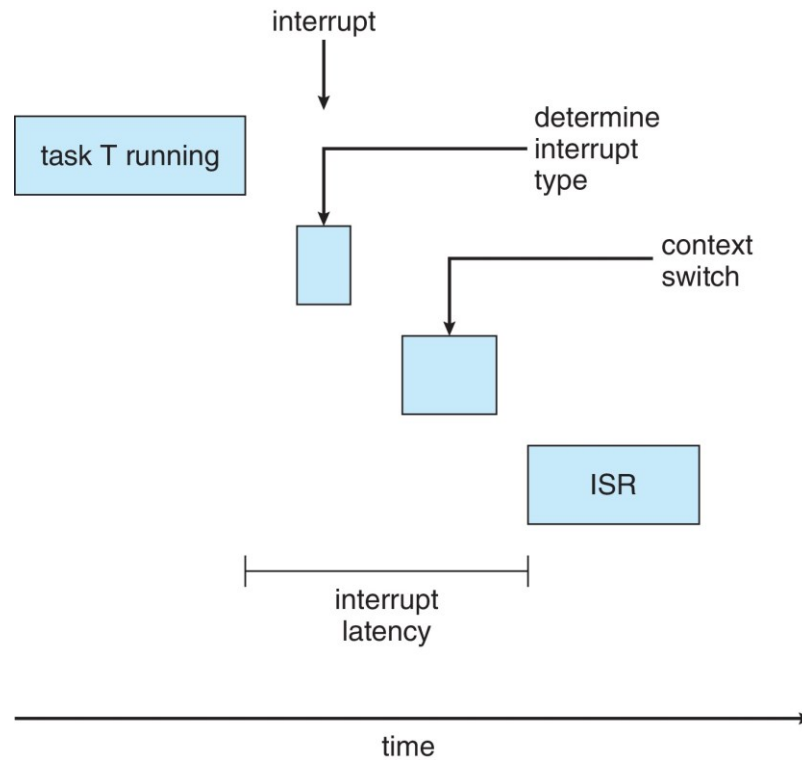 interrupt
task T running
determine
interrupt
type
context
switch
ISR
interrupt
latency
time